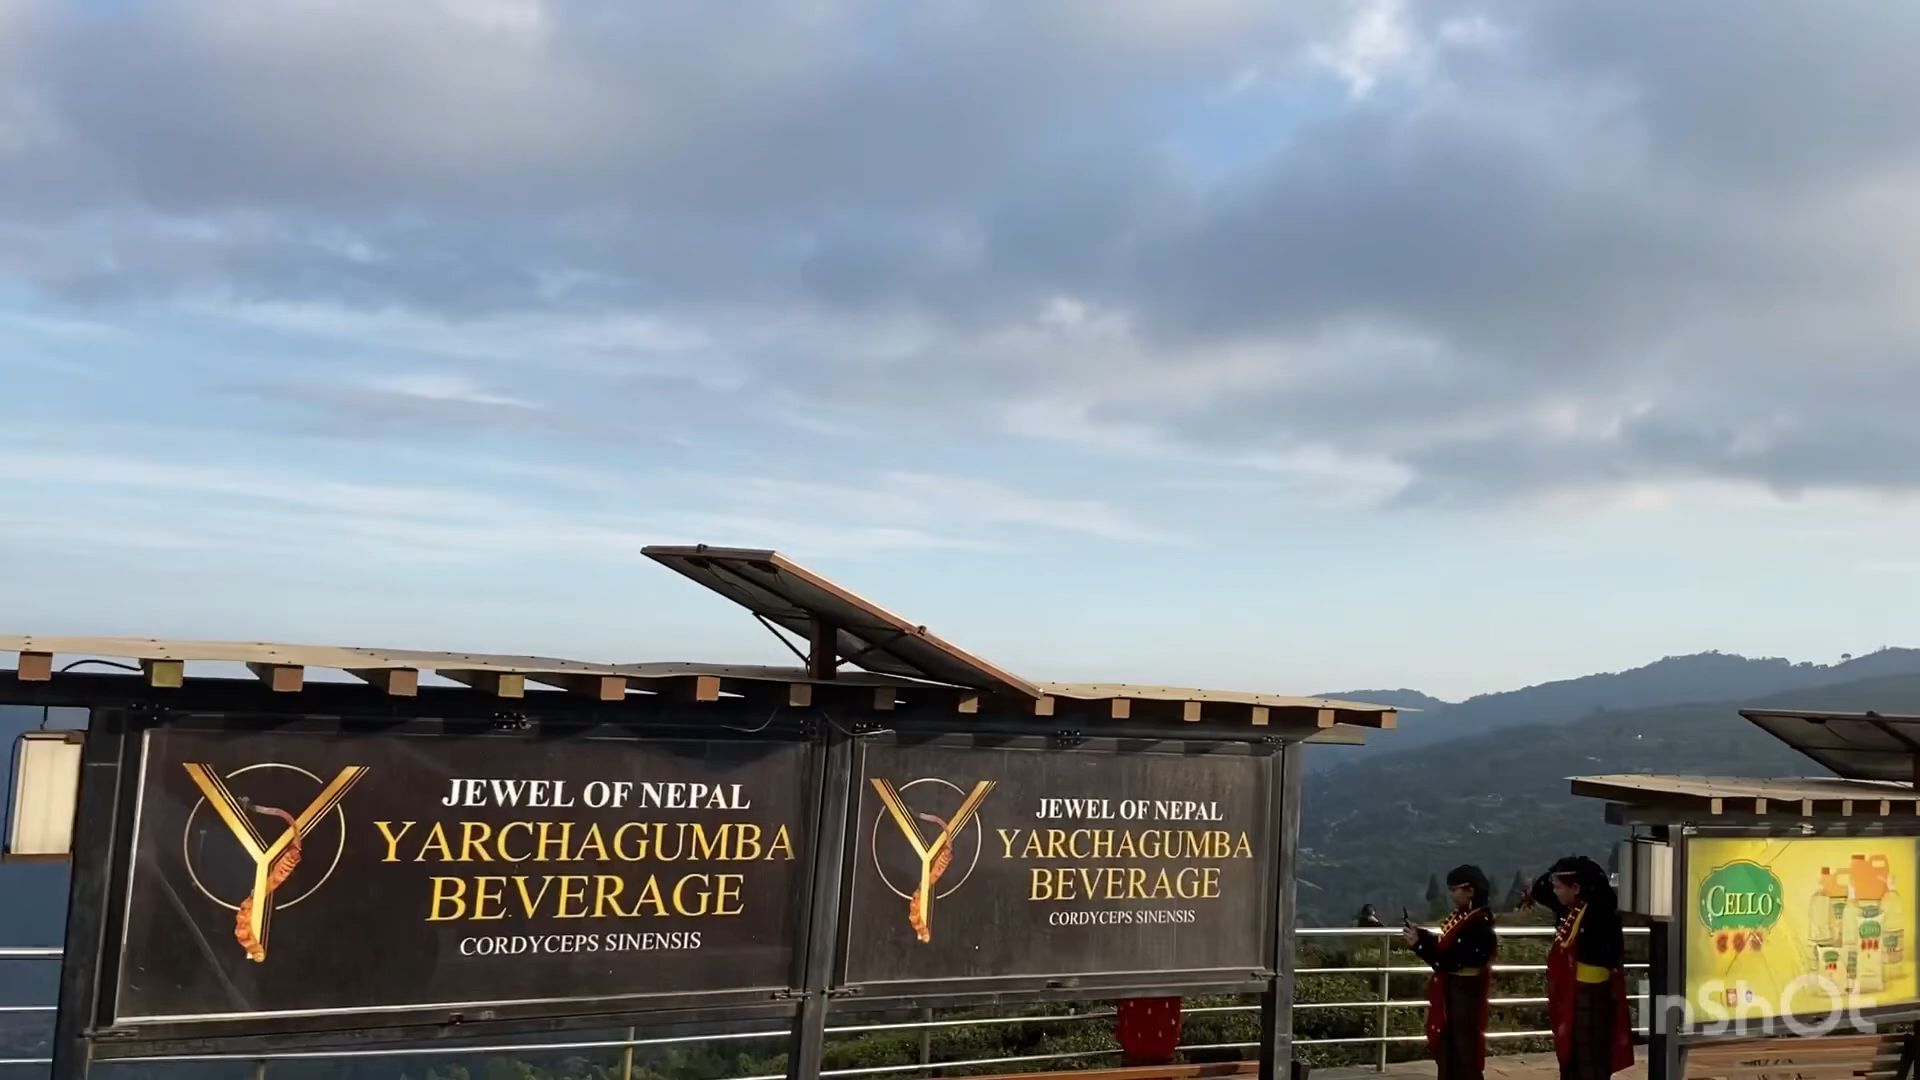 JEWEL OF NEPAL
YARCHAGUMBA
BEVERAGE
CORDYCEPS SINENSIS
JEWEL OF NEPAL
YARCHAGUMBA
BEVERAGE
CORDYCEPS SINENSIS
CELLO
InShOt